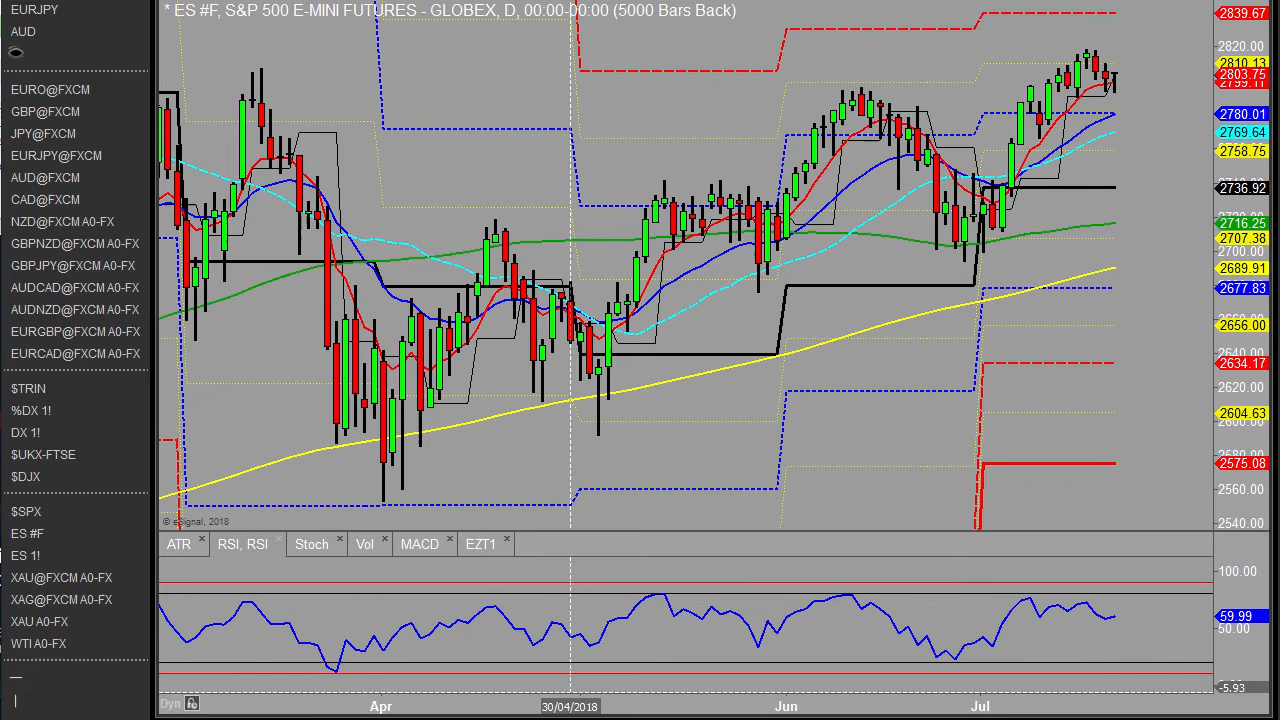 EURJPY
AUD
EURO@FXCM
GBP@FXCM
JPY@FXCM
EURJPY@FXCM
AUD@FXCM
CAD@FXCM
NZD@FXCM A0-FX
GBPNZD@FXCM A0-FX
GBPJPY@FXCM A0-FX
AUDCAD@FXCM A0-FX
AUDNZD@FXCM A0-FX
EURGBP@FXCM A0-FX
EURCAD@FXCM A0-FX
$TRIN
%DX 1!
DX 1!
$UKX-FTSE
$DJX
$SPX
ES #F
ES 1!
XAU@FXCM A0-FX
XAG@FXCM A0-FX
XAU A0-FX
WTI A0-FX
* ES #F, S&P 500 E-MINI FUTURES - GLOBEX, D, 00:00-00:00 (5000 Bars Back)
2839.67
2820.00
2810.13
2803.75
2799.11
2780.01
2769.64
2758.75
2736.92
2716.25
2707.38
2700.00
2689.91
2677.83
2656.00
2640.00
2634.17
2620.00
2604.63
2600.00
2575.08
2580.00
2560.00
2540.00
© eSignal, 2018
ATR
RSI, RSI
Stoch
Vol
MACD
EZT1
100.00
59.99
50.00
-5.93
Dyn
Apr
30/04/2018
Jun
Jul